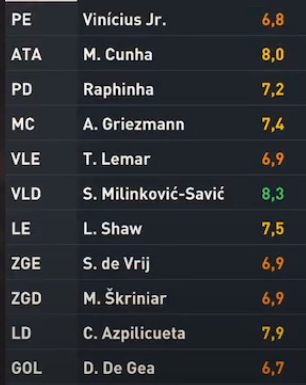 PE Vinícius Jr. 6,8
ATA M. Cunha 8,0
PD Raphinha 7,2
MC A. Griezmann 7,4
VLE T. Lemar 6,9
VLD S. Milinković-Savić 8,3
LE L. Shaw 7,5
ZGE S. de Vrij 6,9
ZGD M. Škriniar 6,9
LD C. Azpilicueta 7,9
GOL D. De Gea 6,7